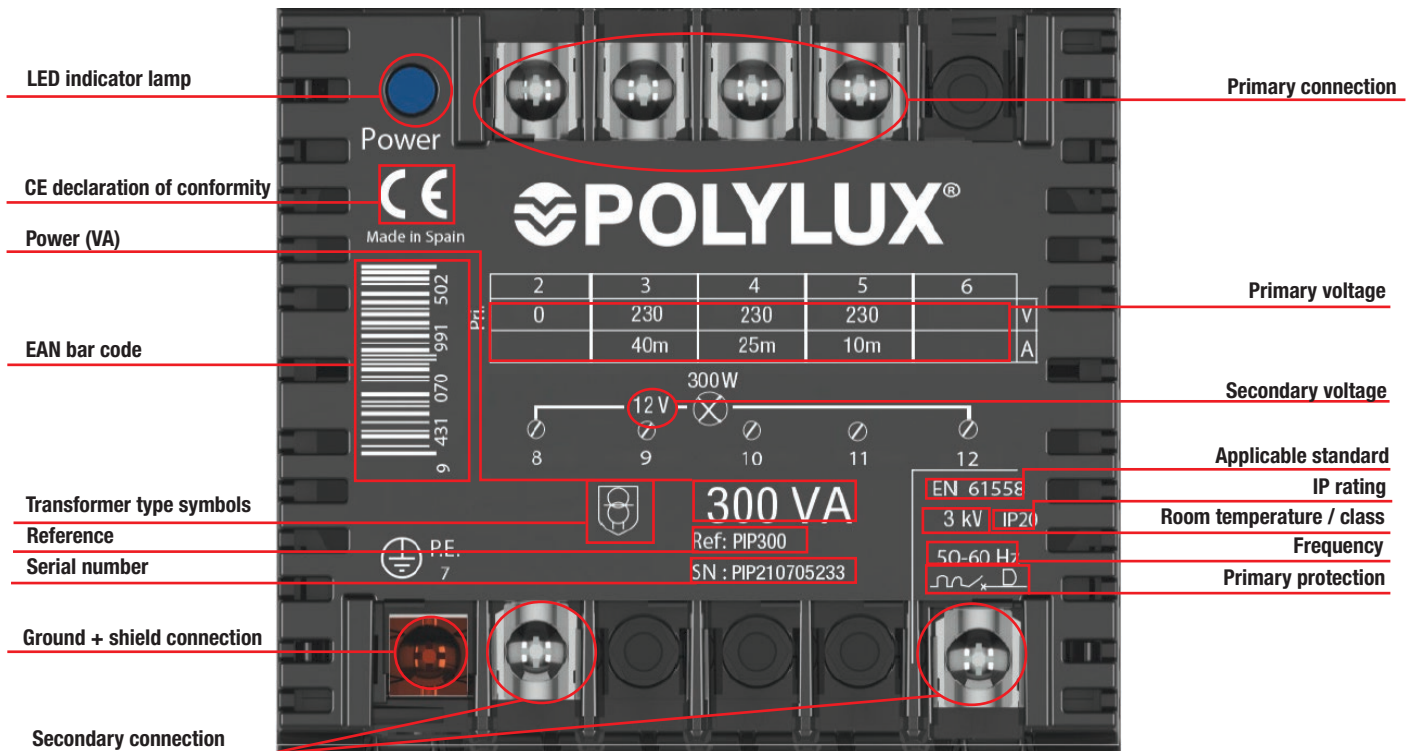 LED indicator lamp
CE declaration of conformity
Power (VA)
EAN bar code
Transformer type symbols
Reference
Serial number
Ground + shield connection
Secondary connection
Power
CE
Made in Spain
9 431 070 991 502
POLYLUX®
2 3 4 5 6
Pri. 0 230 230 230 V
40m 25m 10m A
300W
12 V
8 9 10 11 12
300 VA
Ref: PIP300
SN : PIP210705233
P.E.
7
EN 61558
3 kV IP20
50-60 Hz
D
Primary connection
Primary voltage
Secondary voltage
Applicable standard
IP rating
Room temperature / class
Frequency
Primary protection